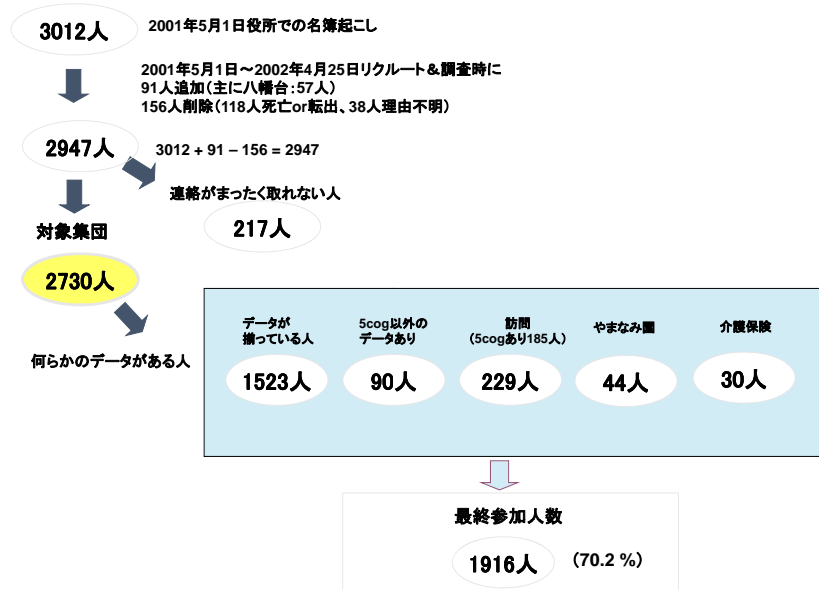 3012人
2001年5月1日役所での名簿起こし
2001年5月1日～2002年4月25日リクルート＆調査時に
91人追加（主に八幡台：57人）
156人削除（118人死亡or転出、38人理由不明）
2947人
3012 + 91 – 156 = 2947
連絡がまったく取れない人
217人
対象集団
2730人
何らかのデータがある人
データが
揃っている人
1523人
5cog以外の
データあり
90人
訪問
（5cogあり185人）
229人
やまなみ園
44人
介護保険
30人
最終参加人数
1916人
（70.2 %）